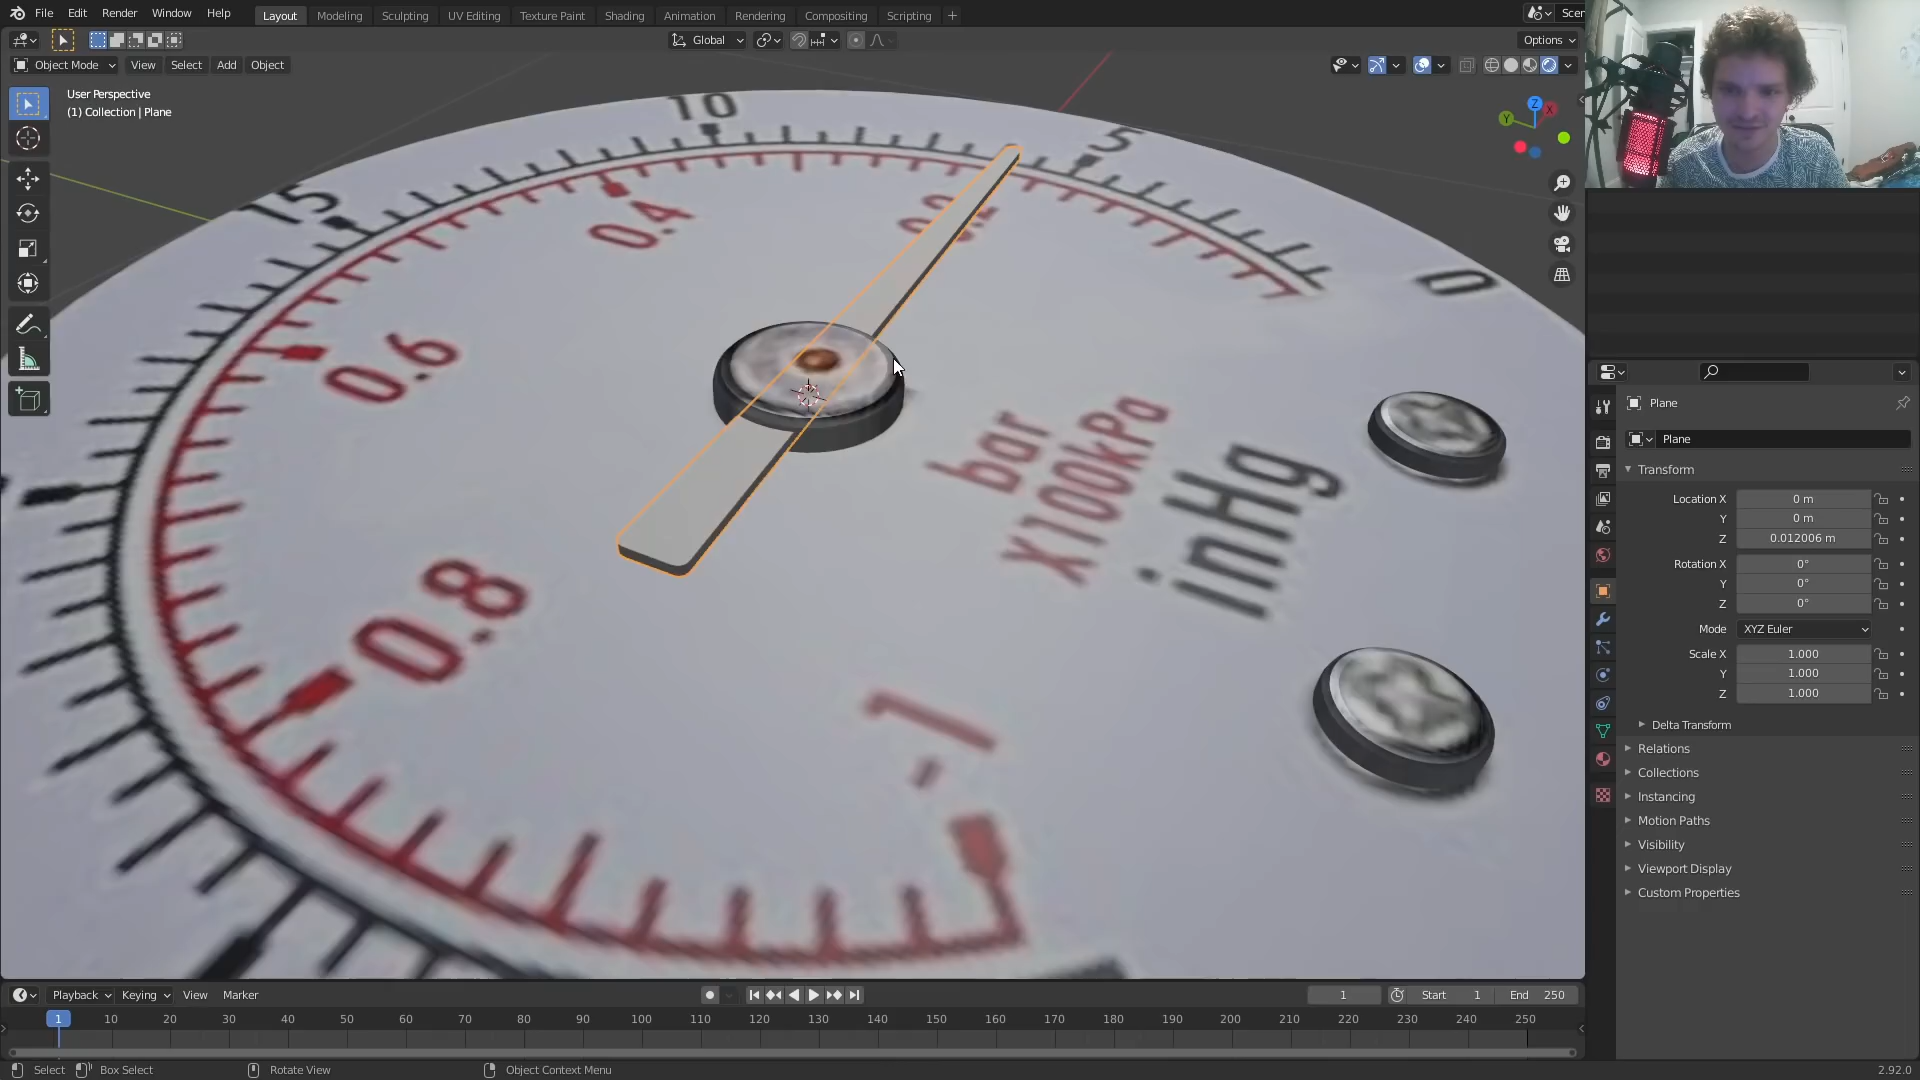 File Edit Render Window Help Layout Modeling Sculpting UV Editing Texture Paint Shading Animation Rendering Compositing Scripting + Scen
Global Options
Object Mode View Select Add Object
User Perspective
(1) Collection | Plane
Z X Y
10
5
15
0
0.4
0.2
0.6
0.8
-1
bar
X100kPa
inHg
Plane
Plane
Transform
Location X 0 m
Y 0 m
Z 0.012006 m
Rotation X 0°
Y 0°
Z 0°
Mode XYZ Euler
Scale X 1.000
Y 1.000
Z 1.000
Delta Transform
Relations
Collections
Instancing
Motion Paths
Visibility
Viewport Display
Custom Properties
Playback Keying View Marker 1 Start 1 End 250
1 10 20 30 40 50 60 70 80 90 100 110 120 130 140 150 160 170 180 190 200 210 220 230 240 250
Select Box Select Rotate View Object Context Menu 2.92.0